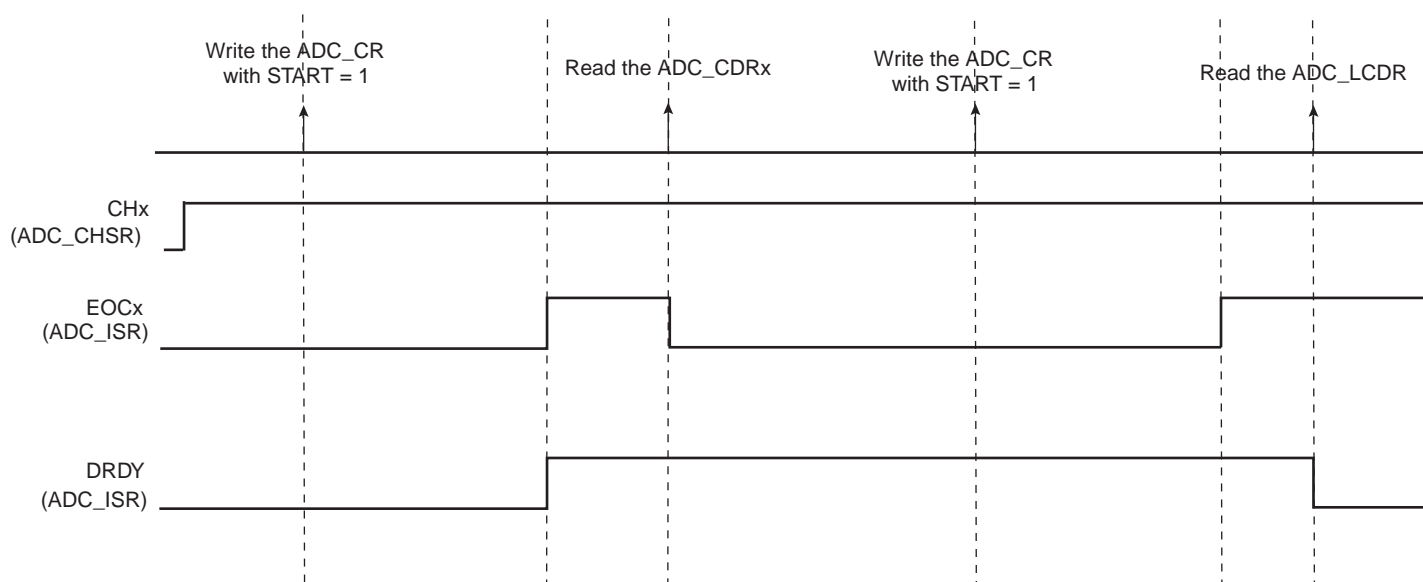 Write the ADC_CR
with START = 1
Read the ADC_CDRx
Write the ADC_CR
with START = 1
Read the ADC_LCDR
CHx
(ADC_CHSR)
EOCx
(ADC_ISR)
DRDY
(ADC_ISR)